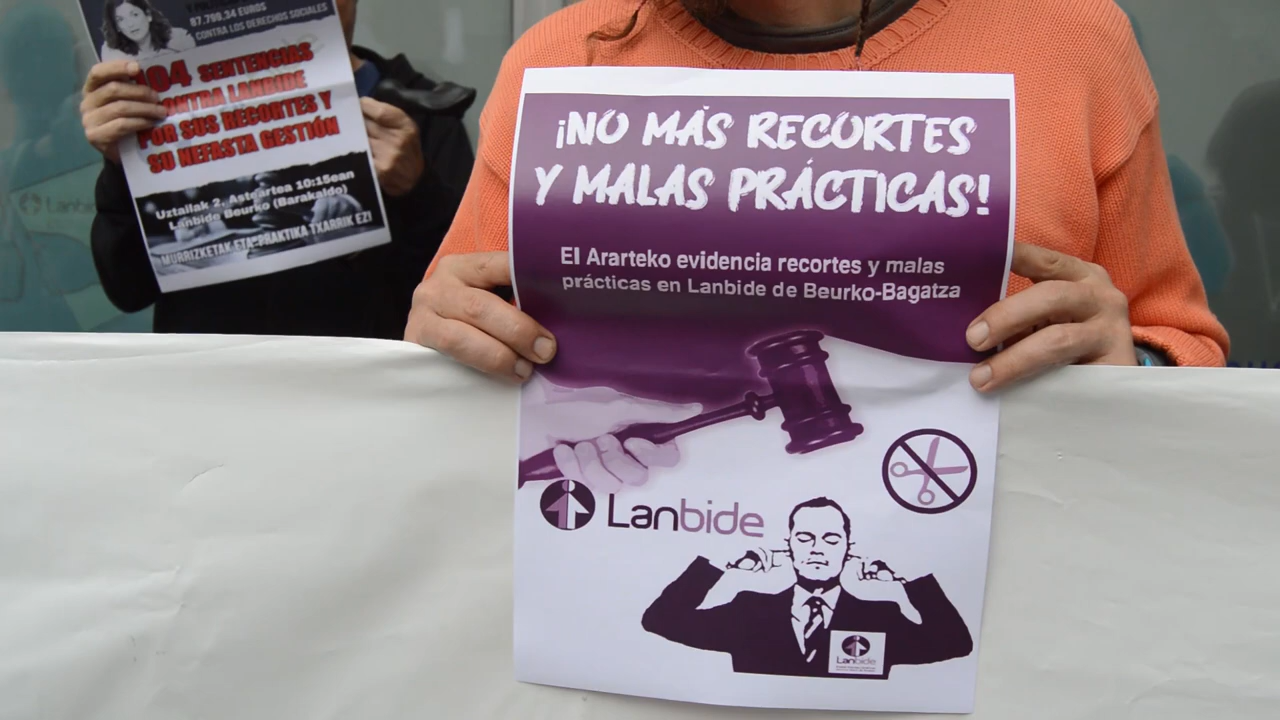 87.799,34 EUROS
CONTRA LOS DERECHOS SOCIALES
104 SENTENCIAS
CONTRA LANBIDE
POR SUS RECORTES Y
SU NEFASTA GESTIÓN
Uztailak 2, Asteartea 10:15ean
Lanbide Beurko (Barakaldo)
MURRIZKETAK ETA PRAKTIKA TXARRIK EZ!
¡NO MÁS RECORTES
Y MALAS PRÁCTICAS!
El Ararteko evidencia recortes y malas
prácticas en Lanbide de Beurko-Bagatza
Lanbide
Lanbide
Lanbide